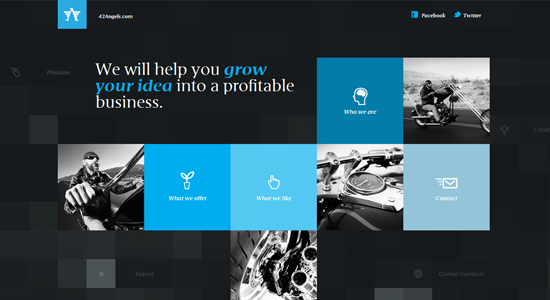 42Angels.com
Facebook
Twitter
Passion
We will help you grow
your idea into a profitable
business.
Who we are
What we offer
What we like
Contact
Talent
Global markets